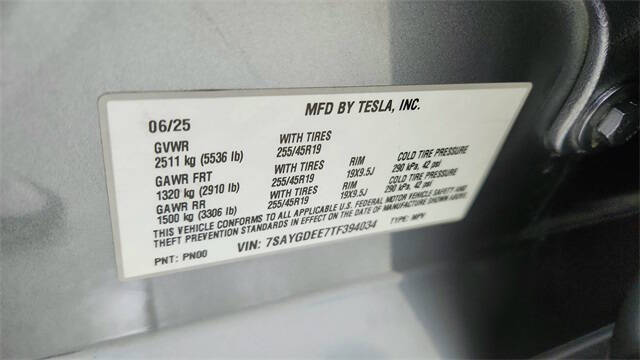 MFD BY TESLA, INC.
06/25
GVWR WITH TIRES RIM COLD TIRE PRESSURE
2511 kg (5536 lb) 255/45R19 19X9.5J 290 kPa, 42 psi
GAWR FRT WITH TIRES RIM COLD TIRE PRESSURE
1320 kg (2910 lb) 255/45R19 19X9.5J 290 kPa, 42 psi
GAWR RR WITH TIRES
1500 kg (3306 lb) 255/45R19
THIS VEHICLE CONFORMS TO ALL APPLICABLE U.S. FEDERAL MOTOR VEHICLE SAFETY AND
THEFT PREVENTION STANDARDS IN EFFECT ON THE DATE OF MANUFACTURE SHOWN ABOVE.
VIN: 7SAYGDEE7TF394034 TYPE: MPV
PNT: PN00